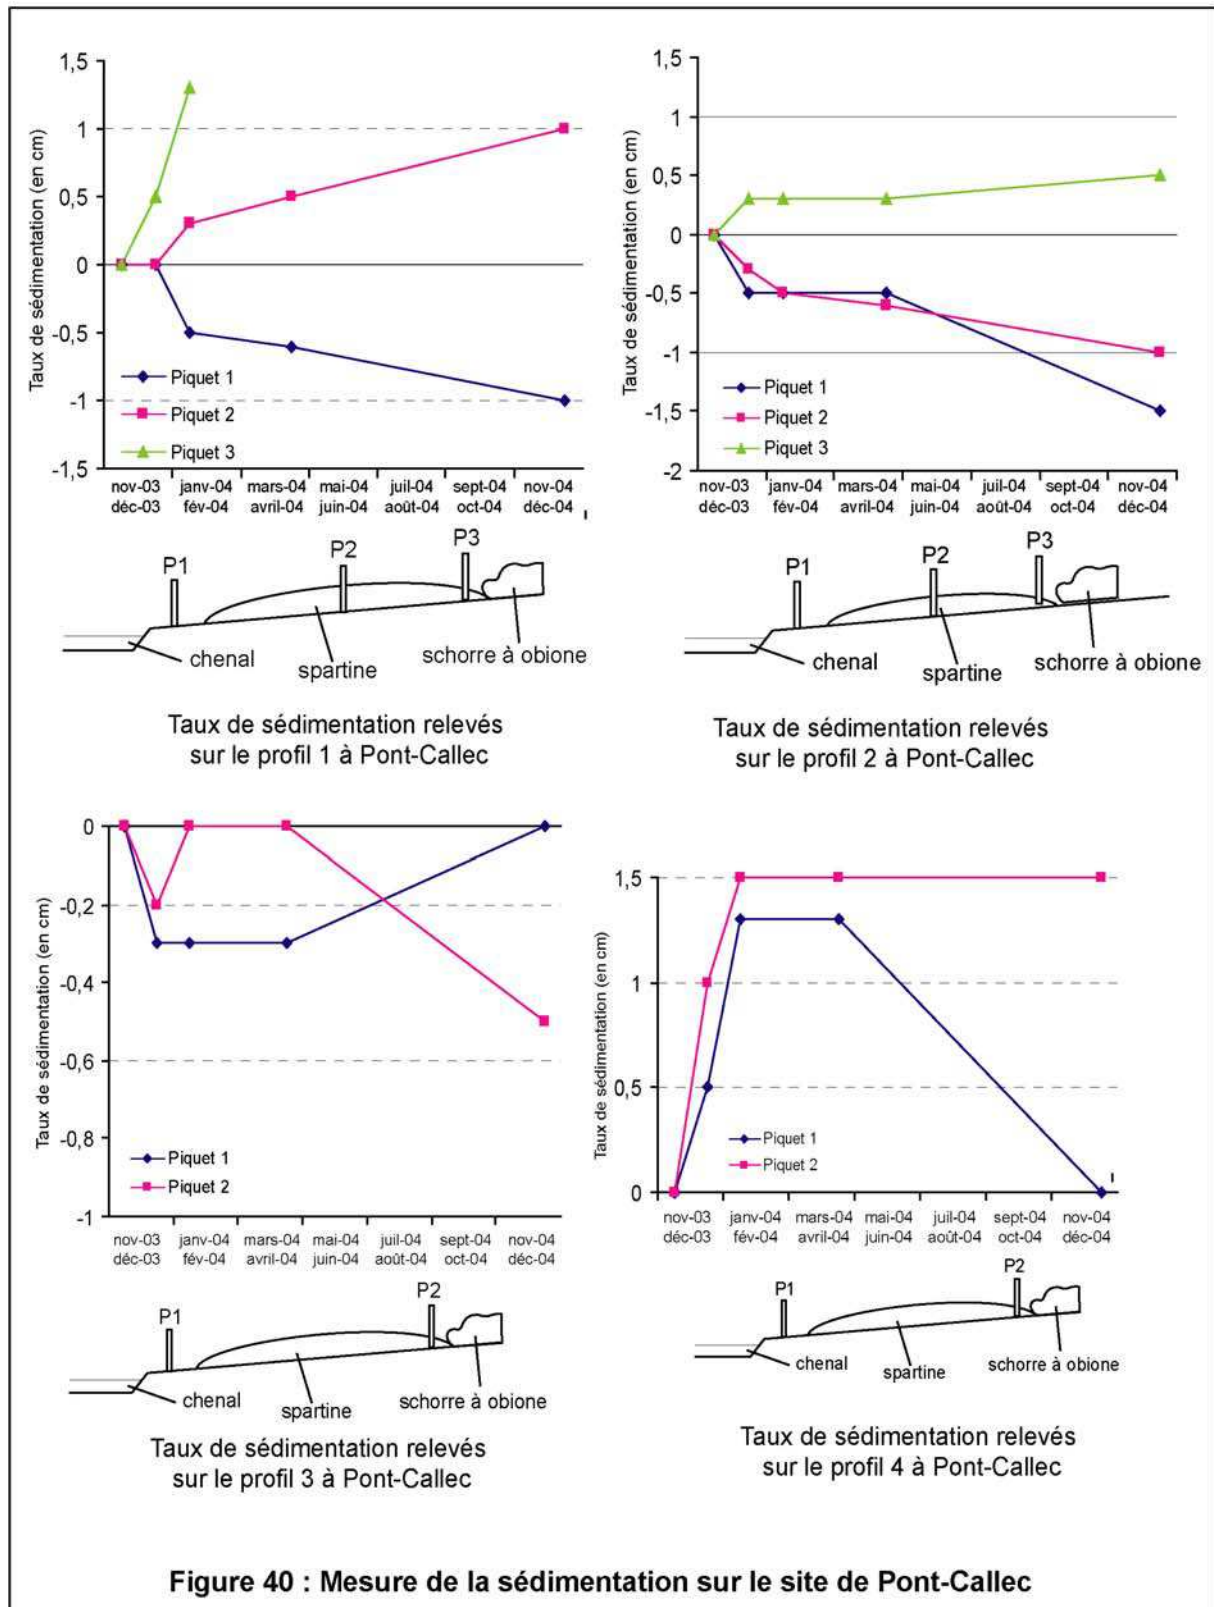 1,5
1
0,5
0
-0,5
-1
-1,5
Taux de sédimentation (en cm)
Piquet 1
Piquet 2
Piquet 3
nov-03 janv-04 mars-04 mai-04 juil-04 sept-04 nov-04
déc-03 fév-04 avril-04 juin-04 août-04 oct-04 déc-04
P1
P2
P3
chenal
spartine
schorre à obione
Taux de sédimentation relevés
sur le profil 1 à Pont-Callec
1,5
1
0,5
0
-0,5
-1
-1,5
-2
Taux de sédimentation (en cm)
Piquet 1
Piquet 2
Piquet 3
nov-03 janv-04 mars-04 mai-04 juil-04 sept-04 nov-04
déc-03 fév-04 avril-04 juin-04 août-04 oct-04 déc-04
P1
P2
P3
chenal
spartine
schorre à obione
Taux de sédimentation relevés
sur le profil 2 à Pont-Callec
0
-0,2
-0,4
-0,6
-0,8
-1
Taux de sédimentation (en cm)
Piquet 1
Piquet 2
nov-03 janv-04 mars-04 mai-04 juil-04 sept-04 nov-04
déc-03 fév-04 avril-04 juin-04 août-04 oct-04 déc-04
P1
P2
chenal
spartine
schorre à obione
Taux de sédimentation relevés
sur le profil 3 à Pont-Callec
1,5
1
0,5
0
Taux de sédimentation (en cm)
Piquet 1
Piquet 2
nov-03 janv-04 mars-04 mai-04 juil-04 sept-04 nov-04
déc-03 fév-04 avril-04 juin-04 août-04 oct-04 déc-04
P1
P2
chenal
spartine
schorre à obione
Taux de sédimentation relevés
sur le profil 4 à Pont-Callec
Figure 40 : Mesure de la sédimentation sur le site de Pont-Callec